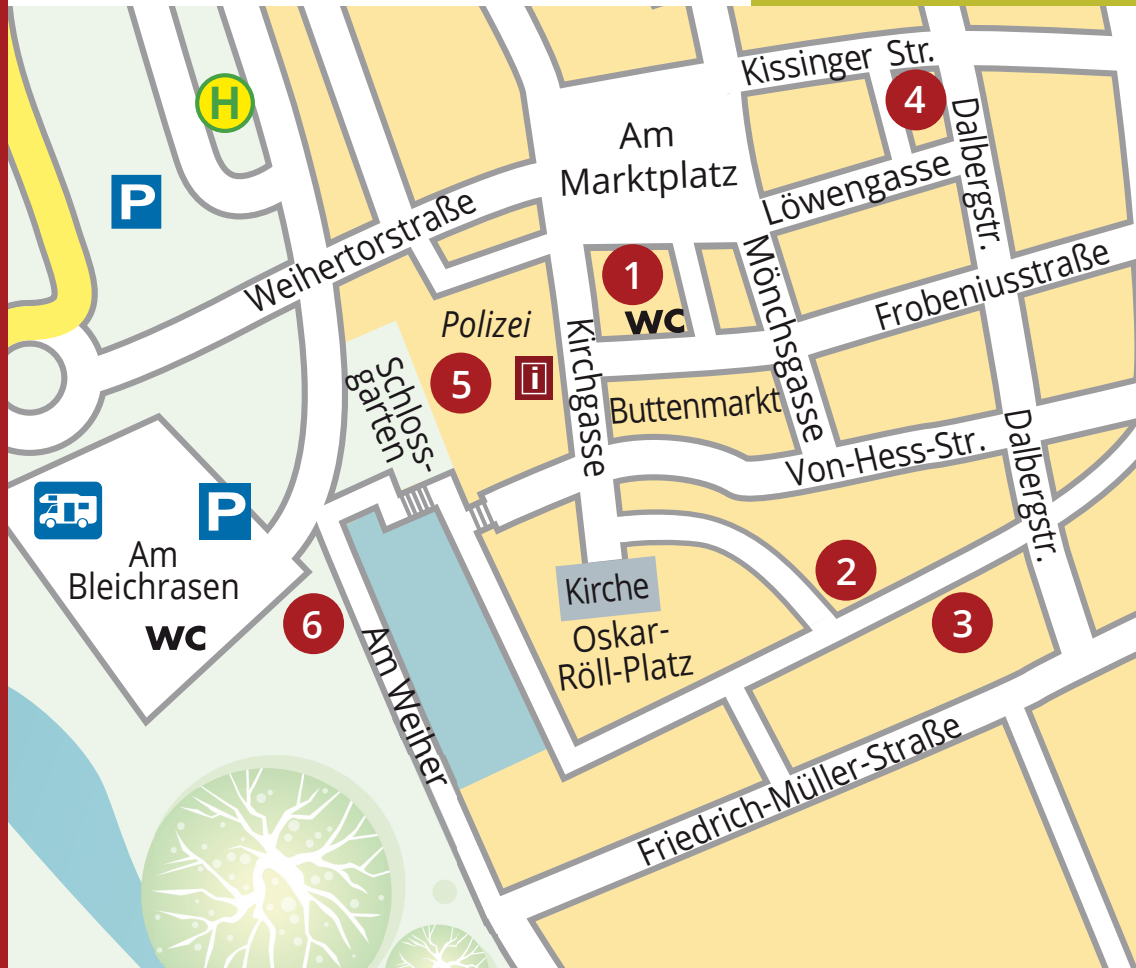 Kissinger Str.
H
4
Am
Marktplatz
Dalbergstr.
P
Löwengasse
Weihertorstraße
Mönchsgasse
1
WC
Frobeniusstraße
Polizei
Kirchgasse
Schloss-
garten
5
i
Buttenmarkt
Von-Hess-Str.
Dalbergstr.
P
Am
Bleichrasen
WC
6
Kirche
2
3
Oskar-
Röll-Platz
Am Weiher
Friedrich-Müller-Straße